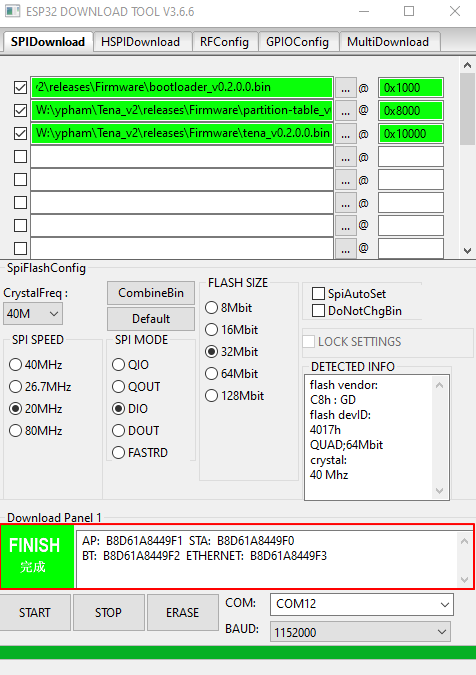 ESP32 DOWNLOAD TOOL V3.6.6
SPIDownload HSPIDownload RFConfig GPIOConfig MultiDownload
r2\releases\Firmware\bootloader_v0.2.0.0.bin ... @ 0x1000
W:\ypham\Tena_v2\releases\Firmware\partition-table_v ... @ 0x8000
W:\ypham\Tena_v2\releases\Firmware\tena_v0.2.0.0.bin ... @ 0x10000
... @
... @
... @
... @
... @
SpiFlashConfig
CrystalFreq :
40M
CombineBin
Default
SPI SPEED
40MHz
26.7MHz
20MHz
80MHz
SPI MODE
QIO
QOUT
DIO
DOUT
FASTRD
FLASH SIZE
8Mbit
16Mbit
32Mbit
64Mbit
128Mbit
SpiAutoSet
DoNotChgBin
LOCK SETTINGS
DETECTED INFO
flash vendor:
C8h : GD
flash devID:
4017h
QUAD;64Mbit
crystal:
40 Mhz
Download Panel 1
FINISH
完成
AP: B8D61A8449F1 STA: B8D61A8449F0
BT: B8D61A8449F2 ETHERNET: B8D61A8449F3
START STOP ERASE
COM: COM12
BAUD: 1152000